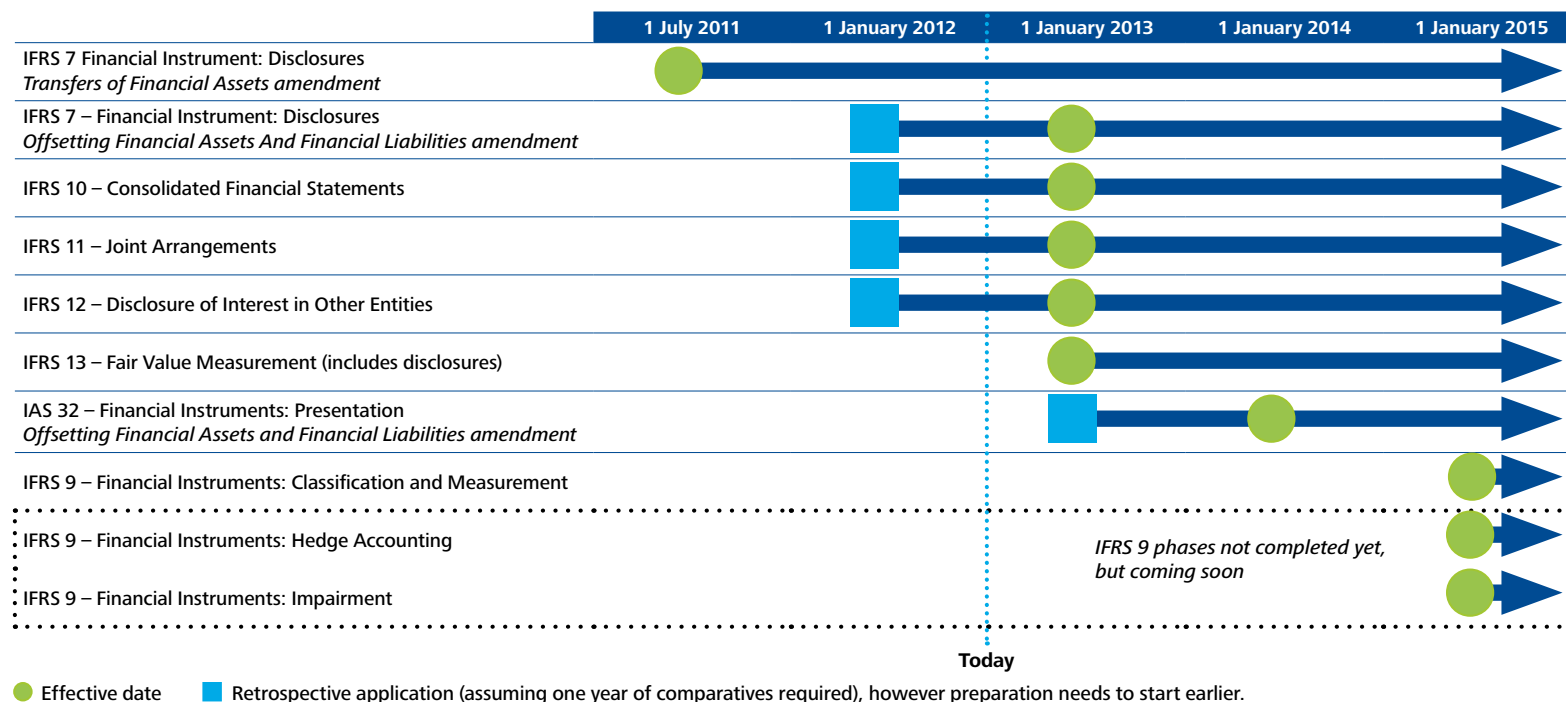 1 July 2011 1 January 2012 1 January 2013 1 January 2014 1 January 2015
IFRS 7 Financial Instrument: Disclosures
Transfers of Financial Assets amendment
IFRS 7 – Financial Instrument: Disclosures
Offsetting Financial Assets And Financial Liabilities amendment
IFRS 10 – Consolidated Financial Statements
IFRS 11 – Joint Arrangements
IFRS 12 – Disclosure of Interest in Other Entities
IFRS 13 – Fair Value Measurement (includes disclosures)
IAS 32 – Financial Instruments: Presentation
Offsetting Financial Assets and Financial Liabilities amendment
IFRS 9 – Financial Instruments: Classification and Measurement
IFRS 9 – Financial Instruments: Hedge Accounting
IFRS 9 phases not completed yet,
but coming soon
IFRS 9 – Financial Instruments: Impairment
Today
Effective date Retrospective application (assuming one year of comparatives required), however preparation needs to start earlier.